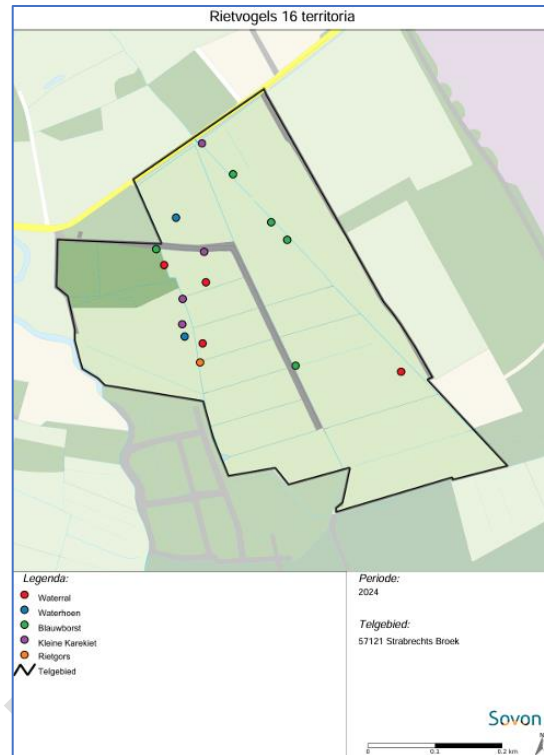 Rietvogels 16 territoria
Legenda:
Waterral
Waterhoen
Blauwborst
Kleine Karekiet
Rietgors
Telgebied
Periode:
2024
Telgebied:
57121 Strabrechts Broek
Sovon
N
0 0.1 0.2 km